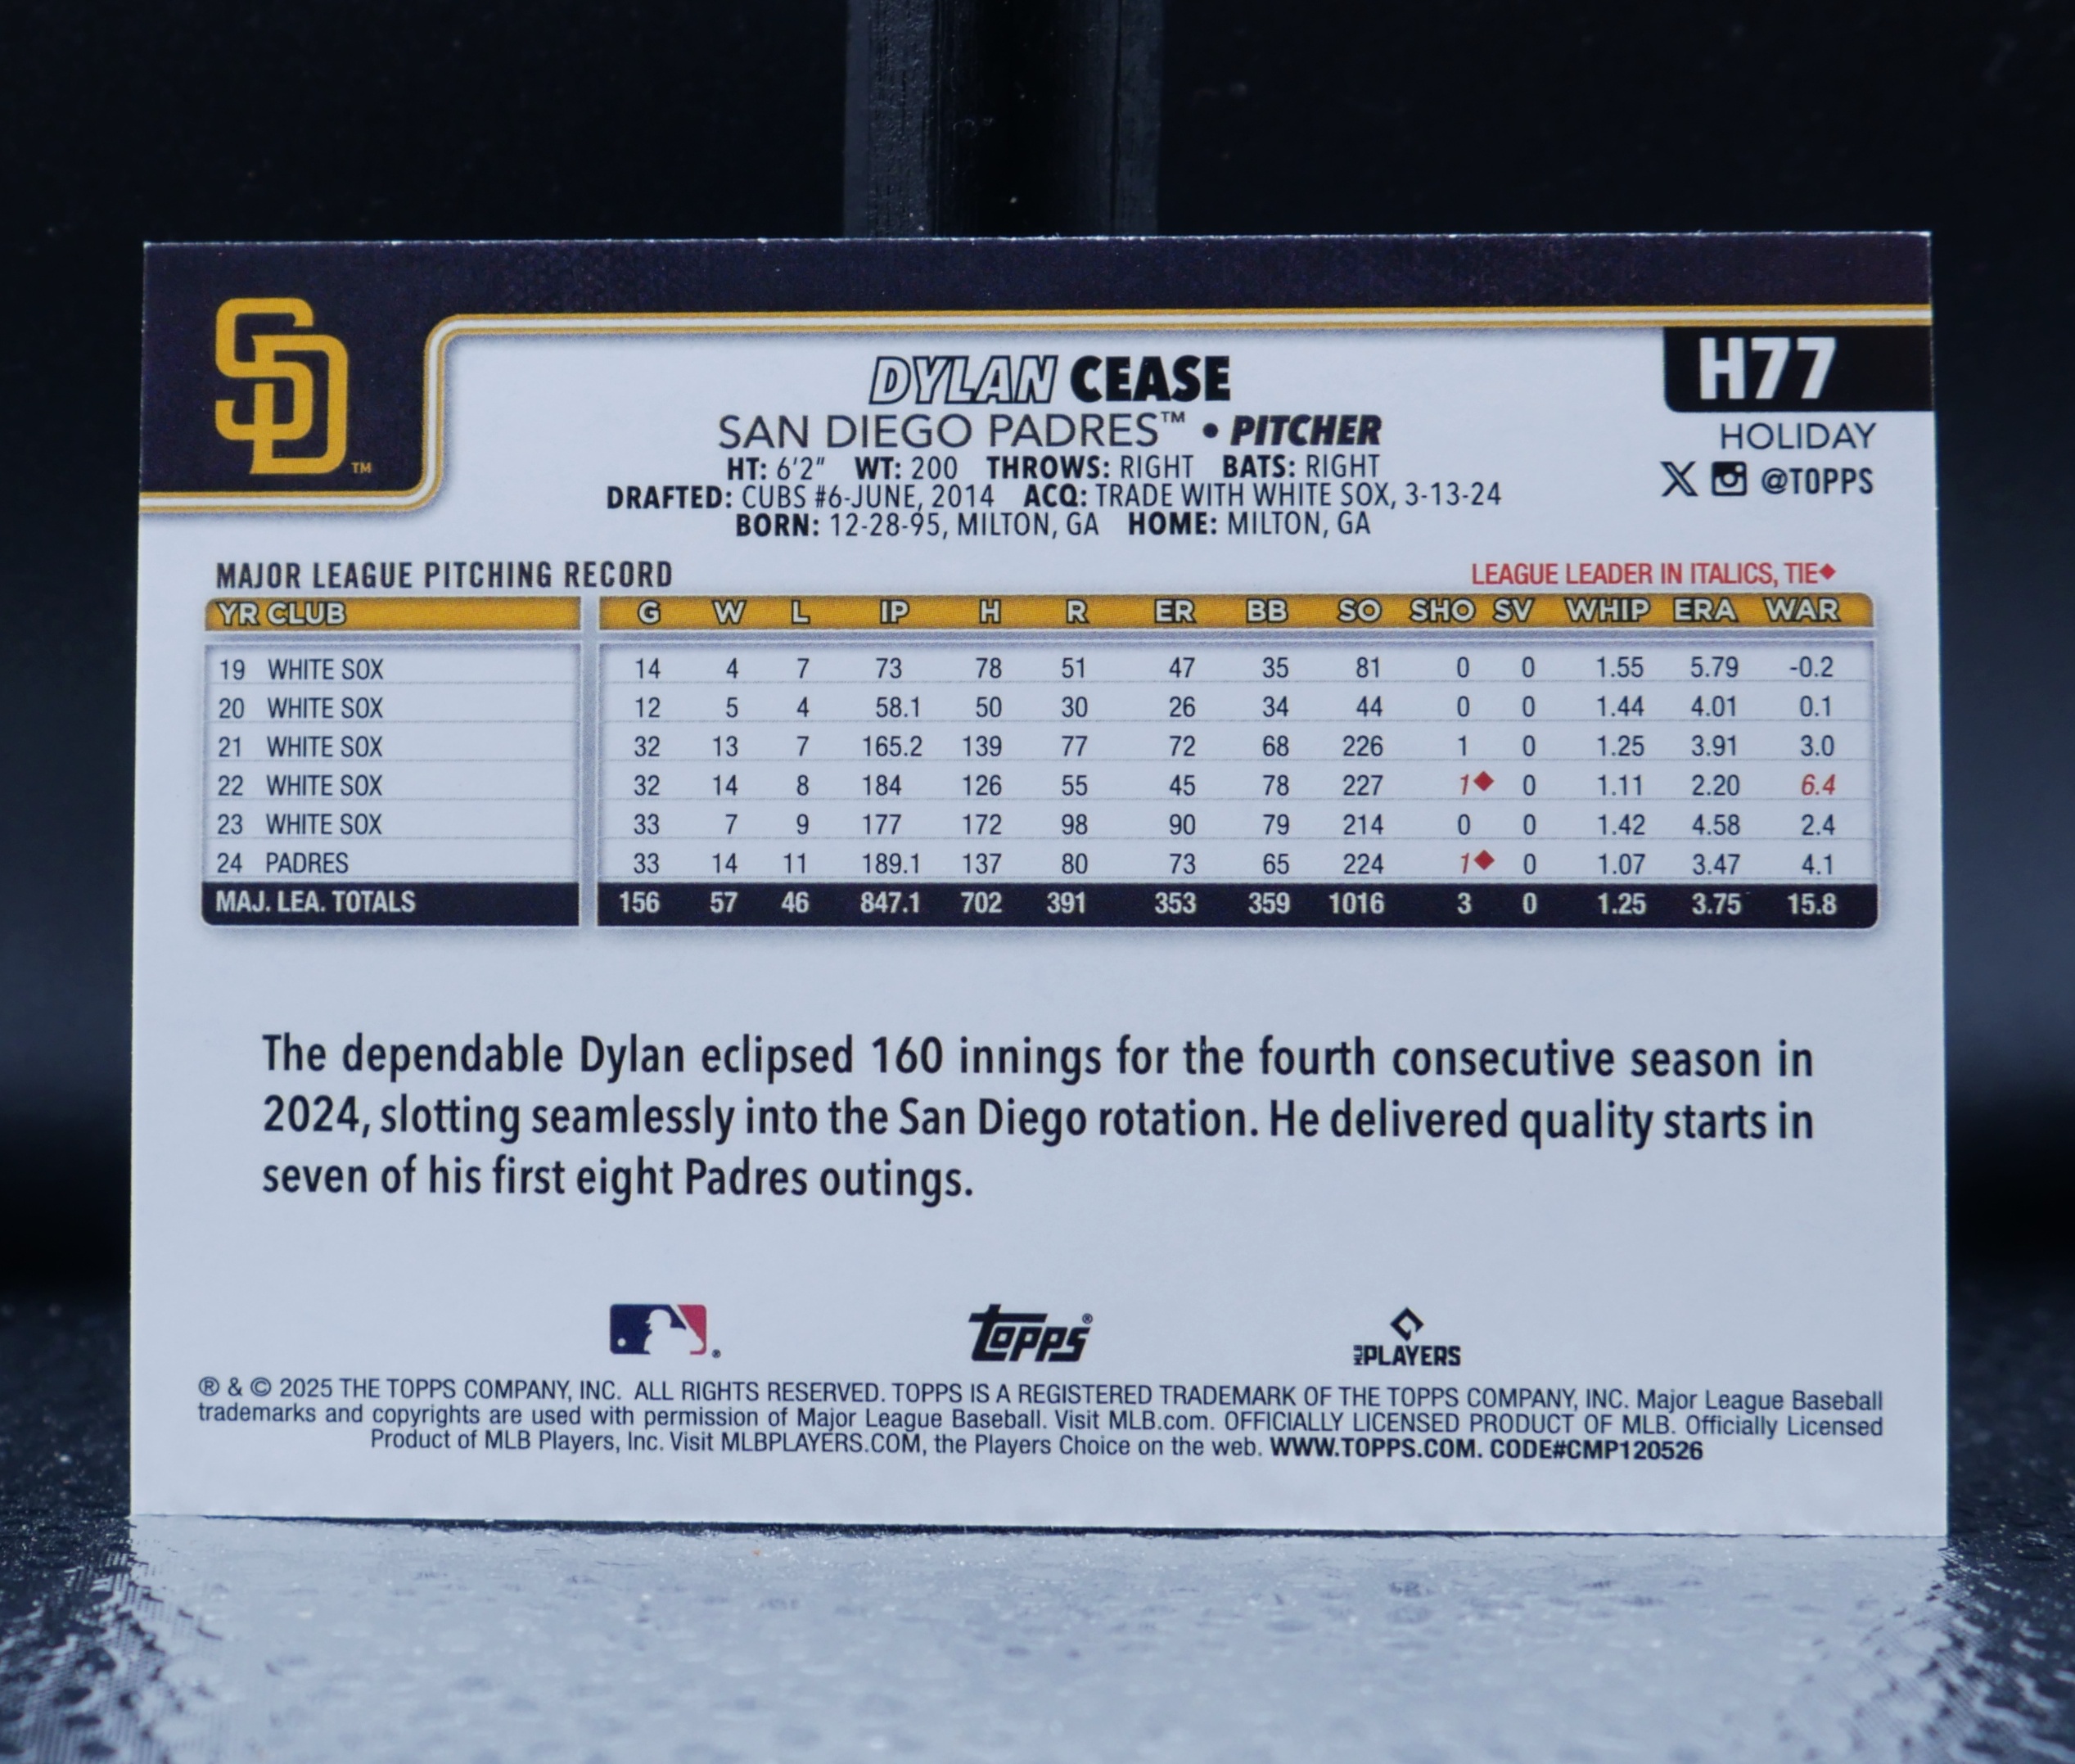 SD™
DYLAN CEASE
H77
SAN DIEGO PADRES™ • PITCHER
HOLIDAY
HT: 6'2" WT: 200 THROWS: RIGHT BATS: RIGHT
@TOPPS
DRAFTED: CUBS #6-JUNE, 2014 ACQ: TRADE WITH WHITE SOX, 3-13-24
BORN: 12-28-95, MILTON, GA HOME: MILTON, GA
MAJOR LEAGUE PITCHING RECORD LEAGUE LEADER IN ITALICS, TIE◆
YR CLUB G W L IP H R ER BB SO SHO SV WHIP ERA WAR
19 WHITE SOX 14 4 7 73 78 51 47 35 81 0 0 1.55 5.79 -0.2
20 WHITE SOX 12 5 4 58.1 50 30 26 34 44 0 0 1.44 4.01 0.1
21 WHITE SOX 32 13 7 165.2 139 77 72 68 226 1 0 1.25 3.91 3.0
22 WHITE SOX 32 14 8 184 126 55 45 78 227 1◆ 0 1.11 2.20 6.4
23 WHITE SOX 33 7 9 177 172 98 90 79 214 0 0 1.42 4.58 2.4
24 PADRES 33 14 11 189.1 137 80 73 65 224 1◆ 0 1.07 3.47 4.1
MAJ. LEA. TOTALS 156 57 46 847.1 702 391 353 359 1016 3 0 1.25 3.75 15.8
The dependable Dylan eclipsed 160 innings for the fourth consecutive season in
2024, slotting seamlessly into the San Diego rotation. He delivered quality starts in
seven of his first eight Padres outings.
® topps® MLB PLAYERS
® & © 2025 THE TOPPS COMPANY, INC. ALL RIGHTS RESERVED. TOPPS IS A REGISTERED TRADEMARK OF THE TOPPS COMPANY, INC. Major League Baseball
trademarks and copyrights are used with permission of Major League Baseball. Visit MLB.com. OFFICIALLY LICENSED PRODUCT OF MLB. Officially Licensed
Product of MLB Players, Inc. Visit MLBPLAYERS.COM, the Players Choice on the web. WWW.TOPPS.COM. CODE#CMP120526